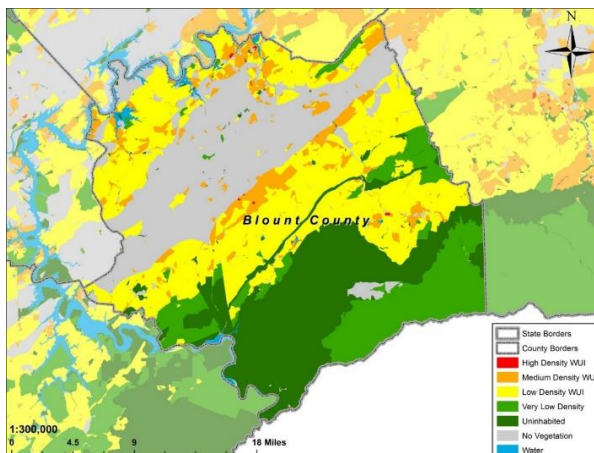 N
Blount County
State Borders
County Borders
High Density WUI
Medium Density WU
Low Density WUI
Very Low Density
Uninhabited
No Vegetation
Water
1:300,000
0 4.5 9 18 Miles